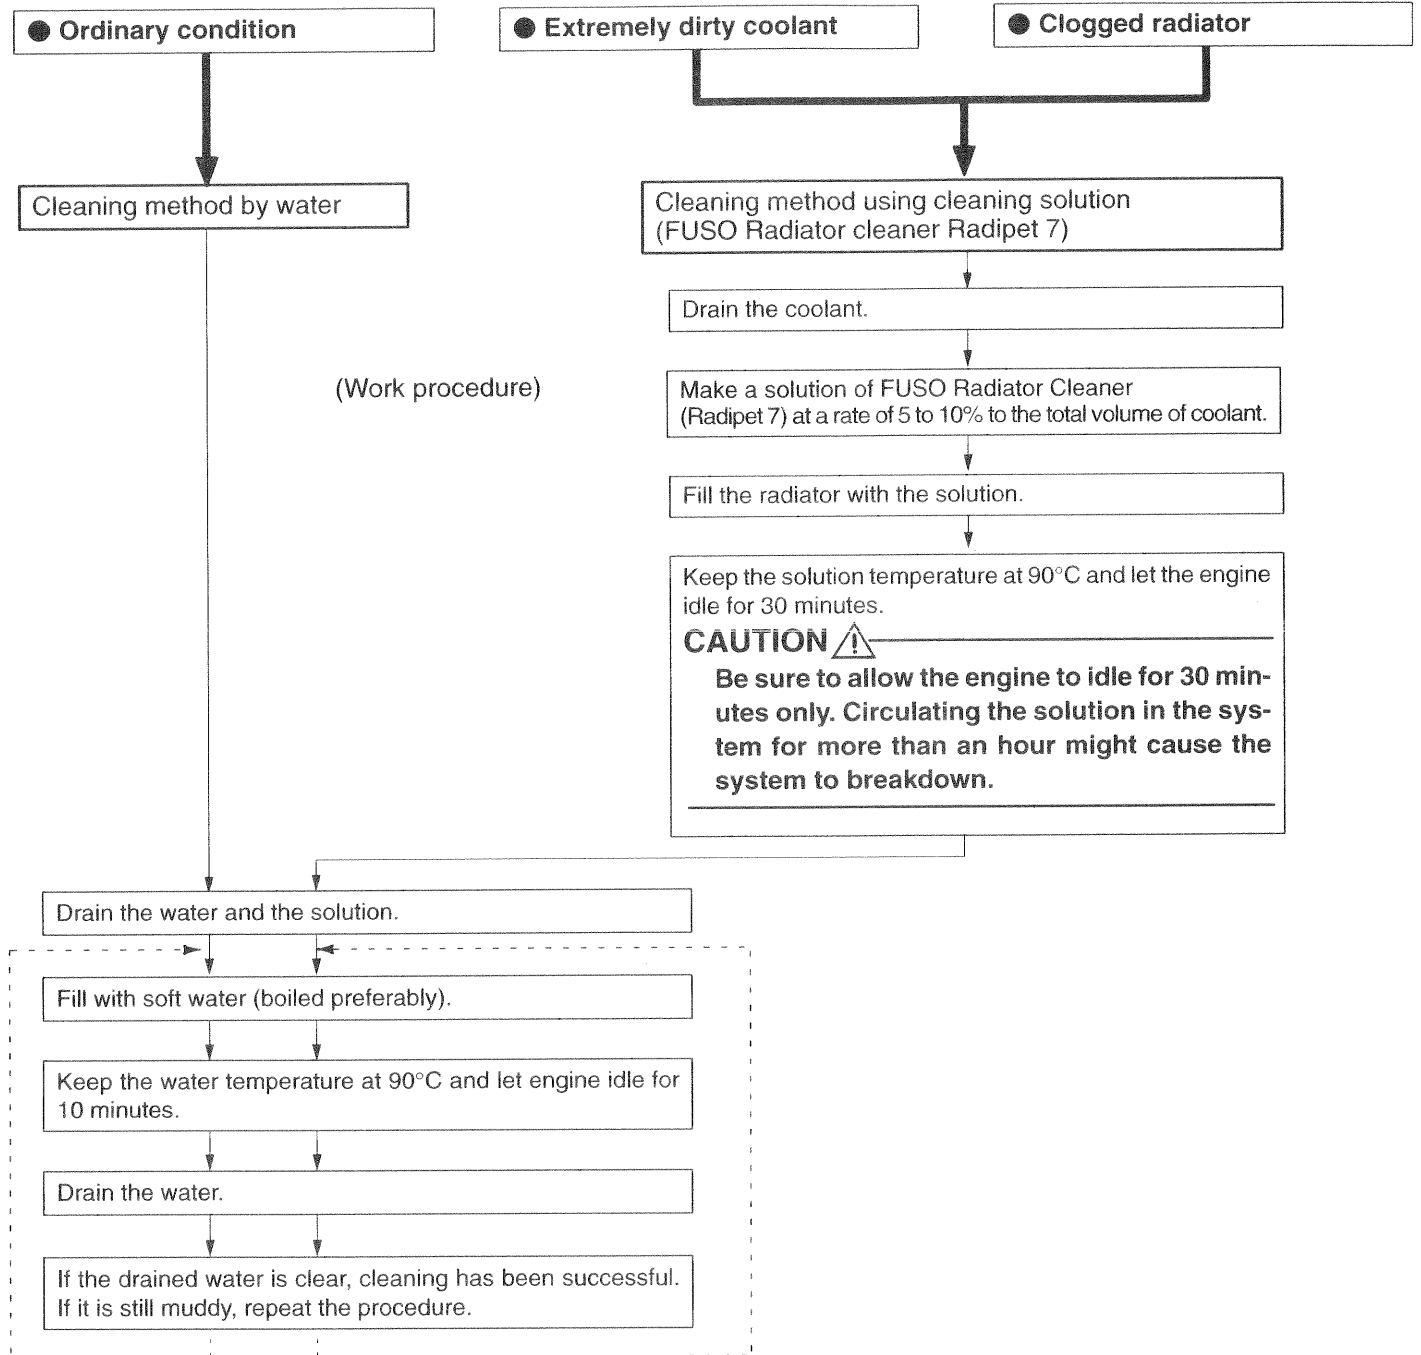 ● Ordinary condition
● Extremely dirty coolant
● Clogged radiator
Cleaning method by water
Cleaning method using cleaning solution
(FUSO Radiator cleaner Radipet 7)
Drain the coolant.
(Work procedure)
Make a solution of FUSO Radiator Cleaner
(Radipet 7) at a rate of 5 to 10% to the total volume of coolant.
Fill the radiator with the solution.
Keep the solution temperature at 90°C and let the engine
idle for 30 minutes.
CAUTION
Be sure to allow the engine to idle for 30 min-
utes only. Circulating the solution in the sys-
tem for more than an hour might cause the
system to breakdown.
Drain the water and the solution.
Fill with soft water (boiled preferably).
Keep the water temperature at 90°C and let engine idle for
10 minutes.
Drain the water.
If the drained water is clear, cleaning has been successful.
If it is still muddy, repeat the procedure.